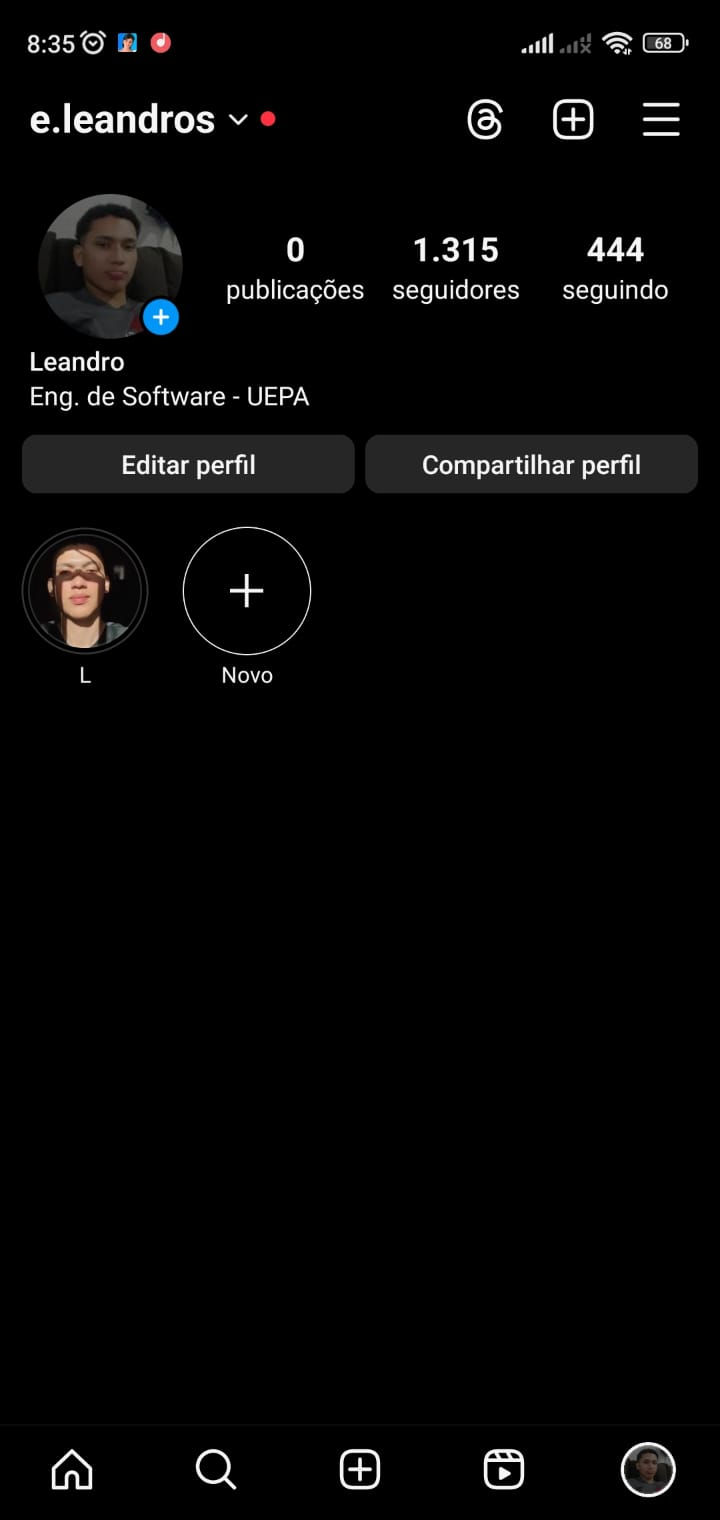 8:35 68
e.leandros
0 1.315 444
publicações seguidores seguindo
Leandro
Eng. de Software - UEPA
Editar perfil Compartilhar perfil
L Novo